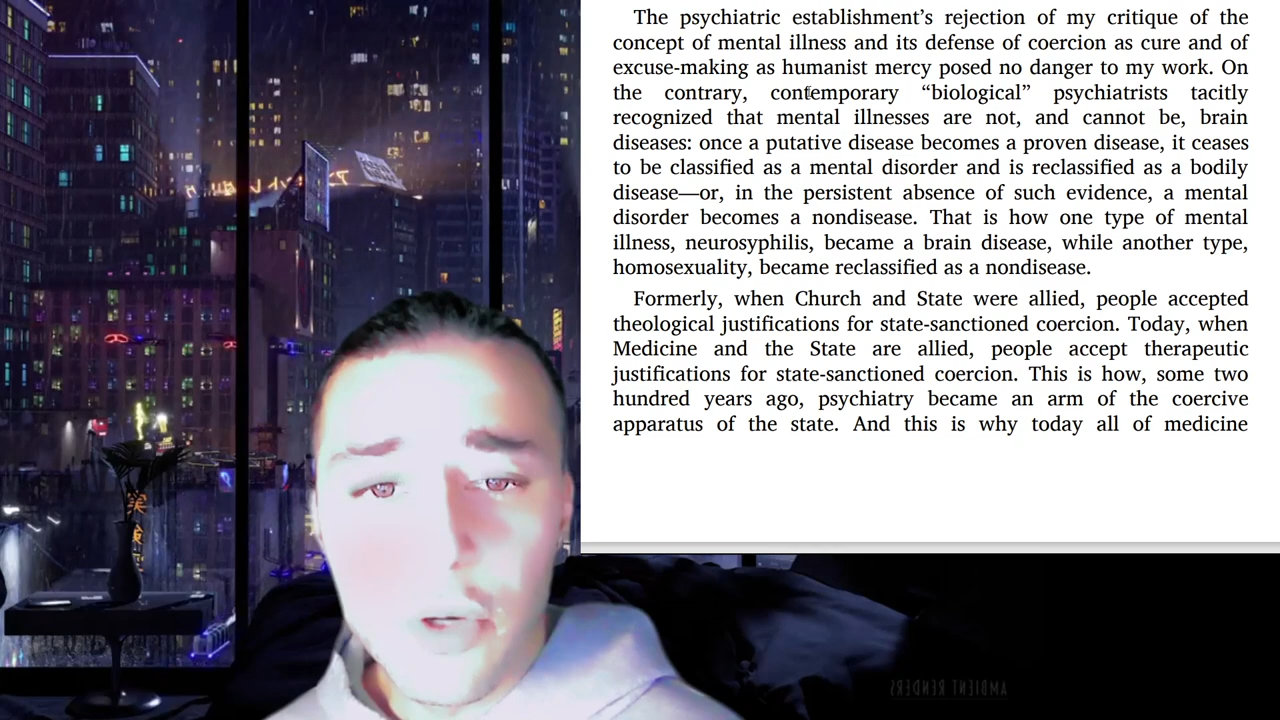 The psychiatric establishment’s rejection of my critique of the
concept of mental illness and its defense of coercion as cure and of
excuse-making as humanist mercy posed no danger to my work. On
the contrary, contemporary “biological” psychiatrists tacitly
recognized that mental illnesses are not, and cannot be, brain
diseases: once a putative disease becomes a proven disease, it ceases
to be classified as a mental disorder and is reclassified as a bodily
disease—or, in the persistent absence of such evidence, a mental
disorder becomes a nondisease. That is how one type of mental
illness, neurosyphilis, became a brain disease, while another type,
homosexuality, became reclassified as a nondisease.
Formerly, when Church and State were allied, people accepted
theological justifications for state-sanctioned coercion. Today, when
Medicine and the State are allied, people accept therapeutic
justifications for state-sanctioned coercion. This is how, some two
hundred years ago, psychiatry became an arm of the coercive
apparatus of the state. And this is why today all of medicine
AMBIENT RENDERS